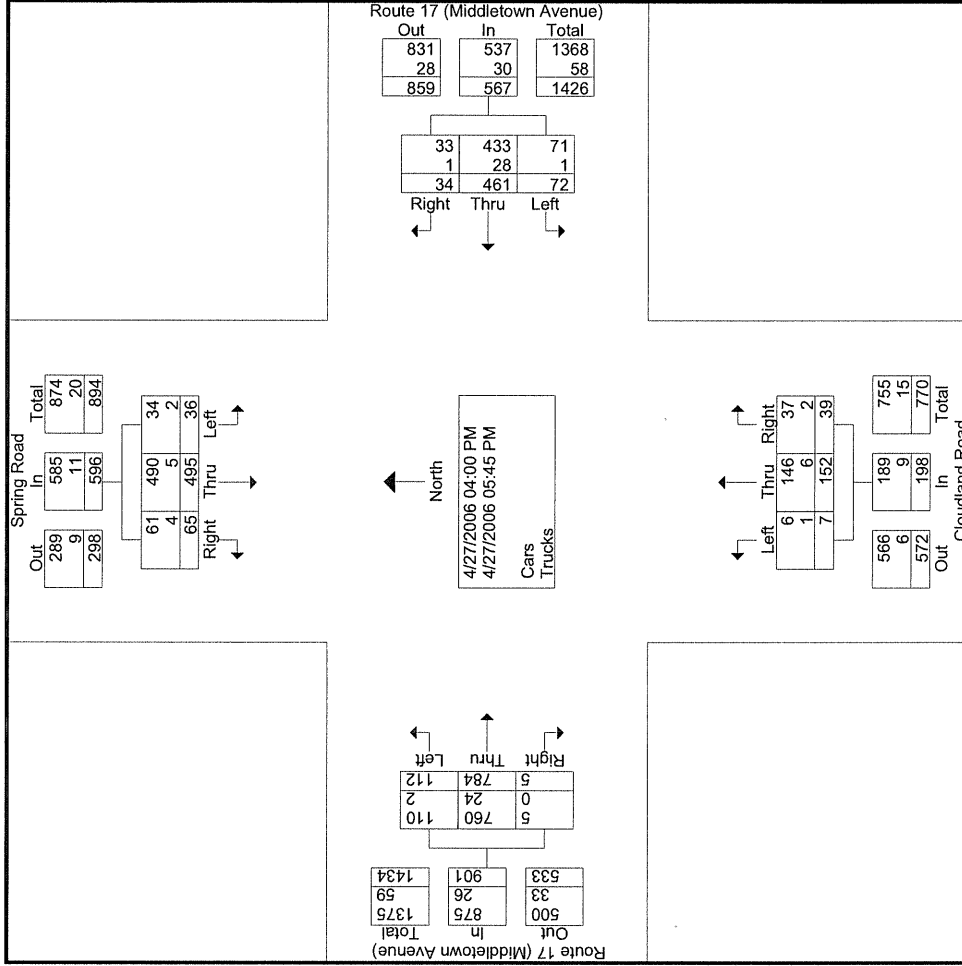 Route 17 (Middletown Avenue)
Out In Total
831 537 1368
28 30 58
859 567 1426
33 433 71
1 28 1
34 461 72
Right Thru Left
Spring Road
Out In Total
289 585 874
9 11 20
298 596 894
61 490 34
4 5 2
65 495 36
Right Thru Left
North
4/27/2006 04:00 PM
4/27/2006 05:45 PM
Cars
Trucks
Left Thru Right
6 146 37
1 6 2
7 152 39
566 189 755
6 9 15
572 198 770
Out In Total
Cloudland Road
Route 17 (Middletown Avenue)
Out In Total
500 875 1375
33 26 59
533 901 1434
5 760 110
0 24 2
5 784 112
Right Thru Left